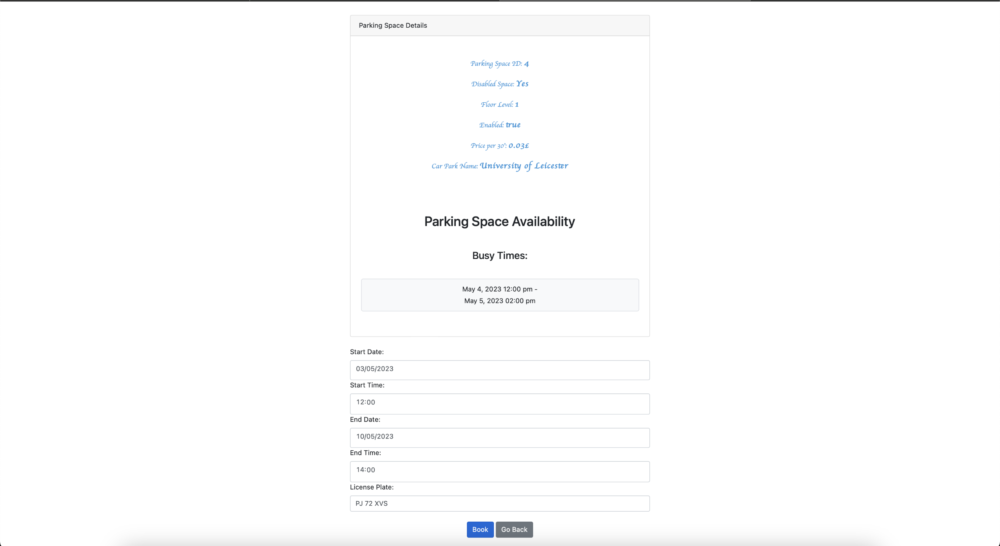 Parking Space Details
Parking Space ID: 4
Disabled Space: Yes
Floor Level: 1
Enabled: true
Price per 30': 0.03£
Car Park Name: University of Leicester
Parking Space Availability
Busy Times:
May 4, 2023 12:00 pm -
May 5, 2023 02:00 pm
Start Date:
03/05/2023
Start Time:
12:00
End Date:
10/05/2023
End Time:
14:00
License Plate:
PJ 72 XVS
Book Go Back